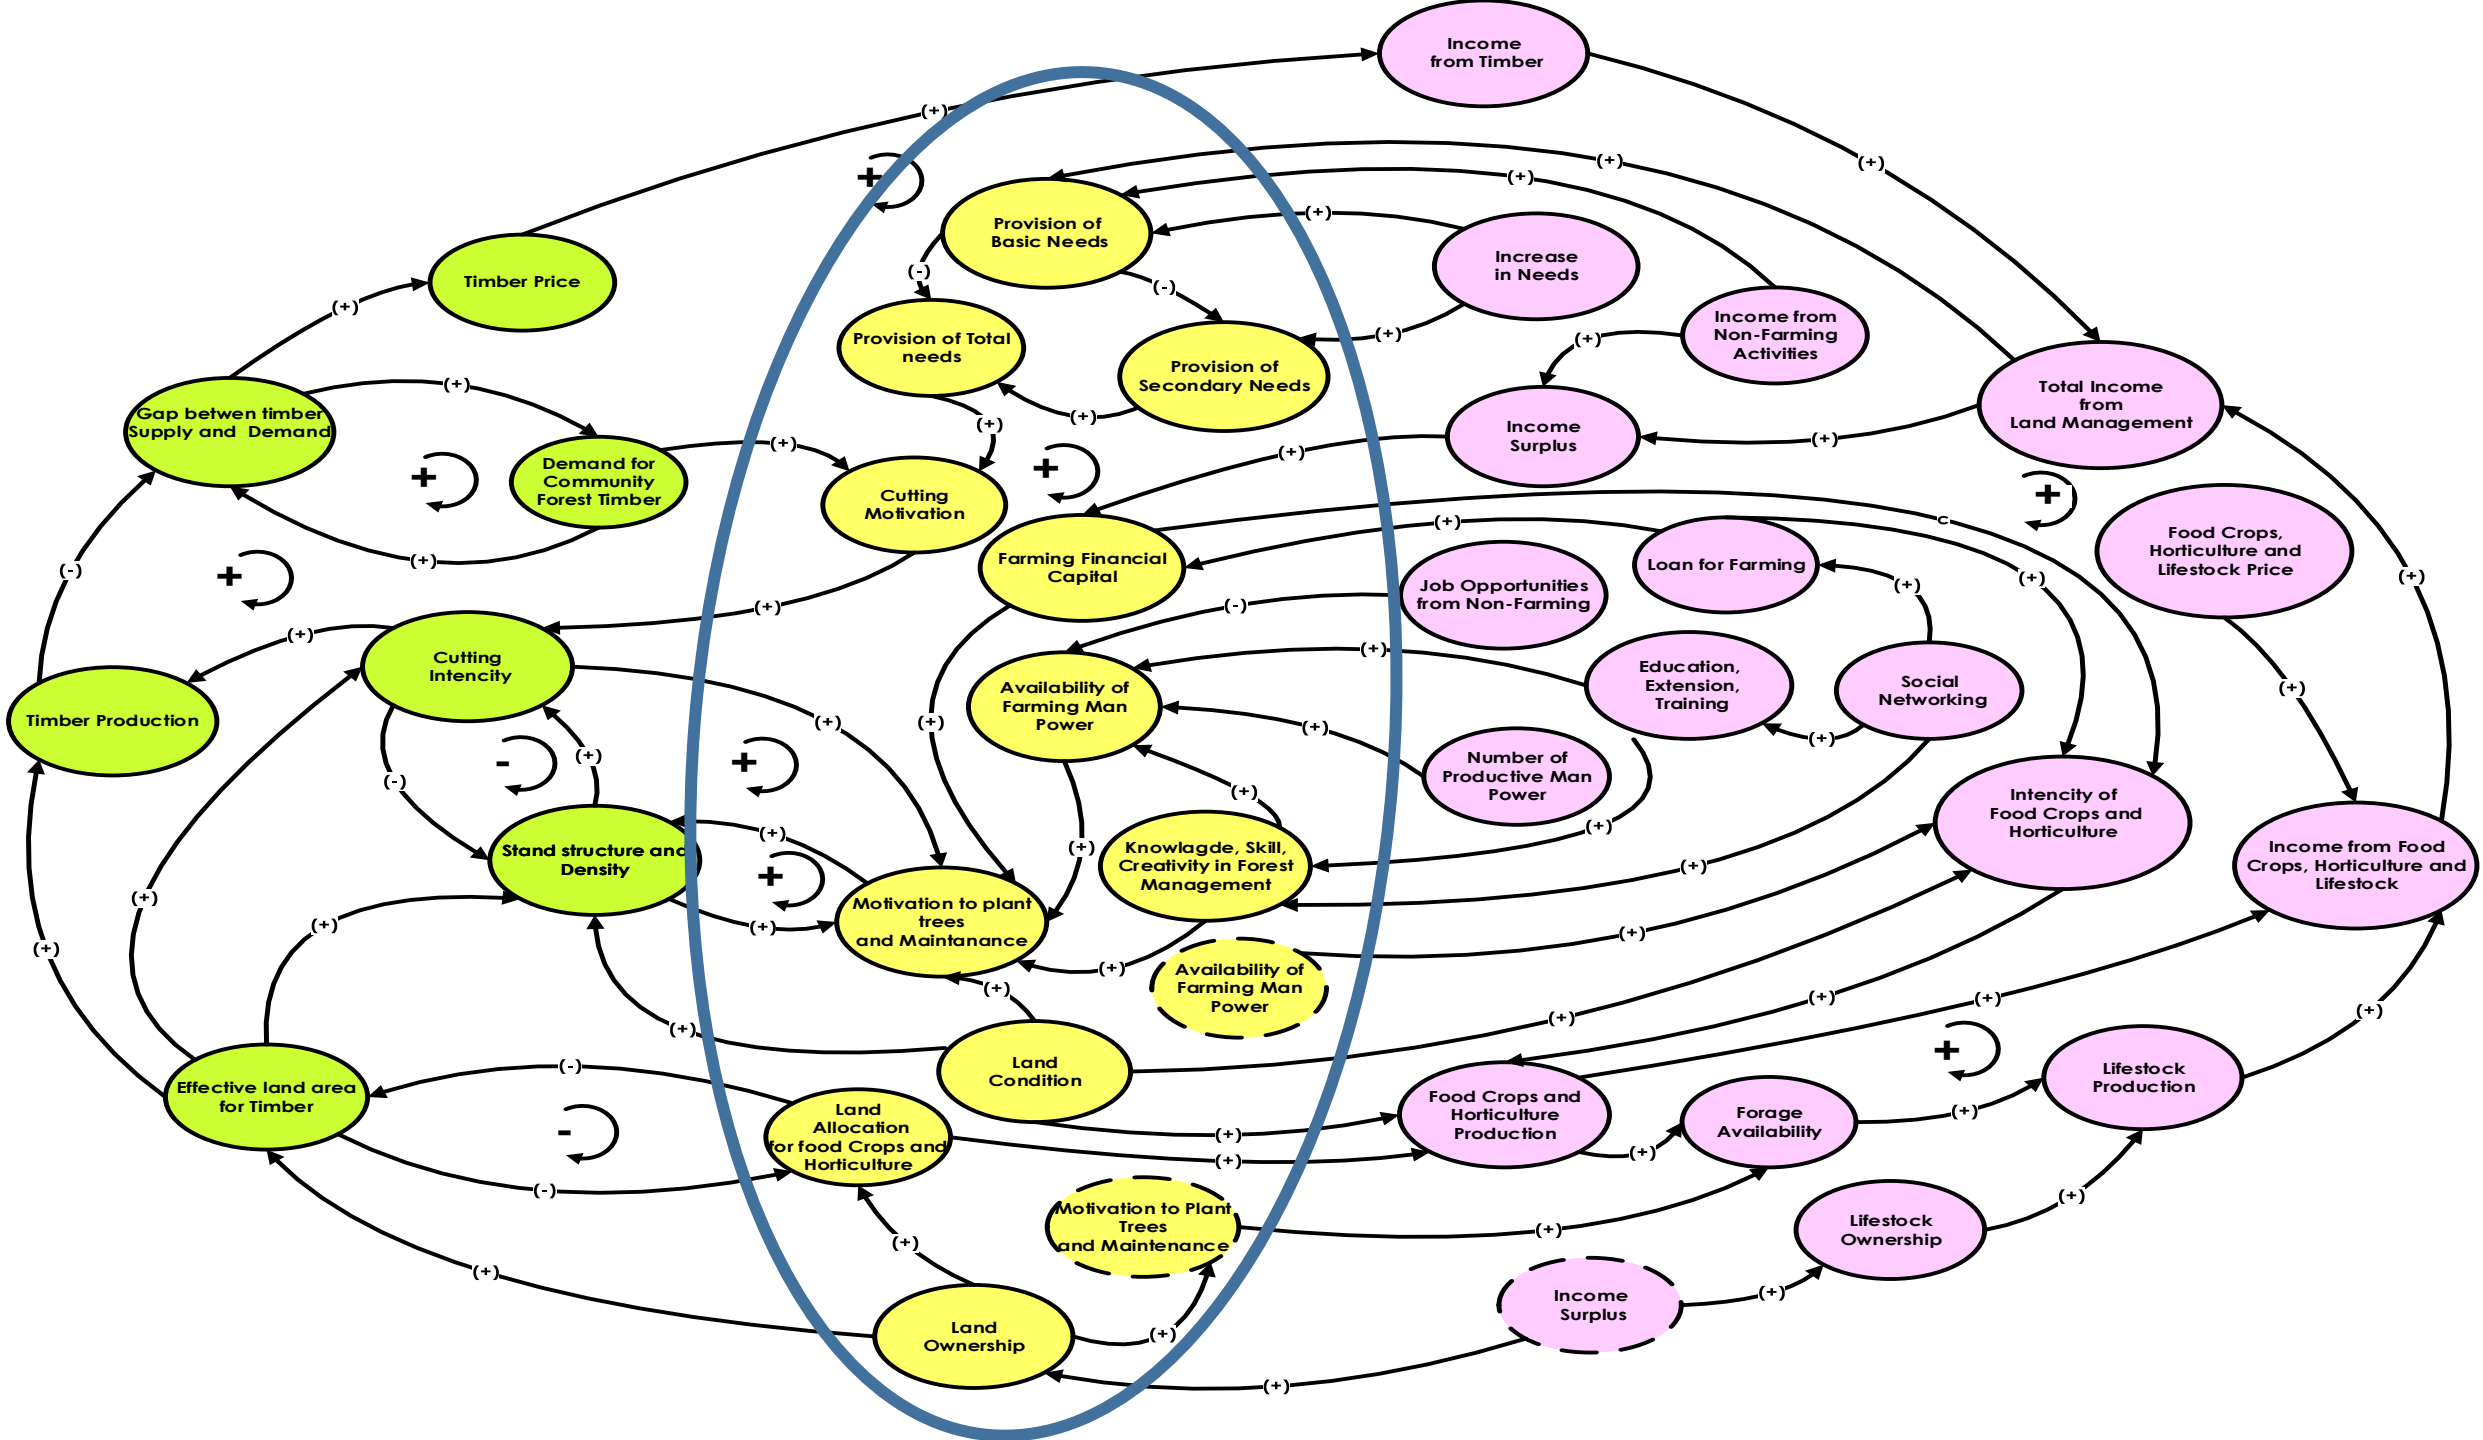 Income
from Timber
(+)
(+)
(+)
(+)
+
Provision of
Basic Needs
(+)
Increase
in Needs
Timber Price
(-)
(-)
(+)
Provision of Total
needs
Provision of
Secondary Needs
(+)
(+)
Income from
Non-Farming
Activities
(+)
Total Income
from
Land Management
Gap betwen timber
Supply and  Demand
(+)
(+)
(+)
Income
Surplus
(+)
(+)
(+)
+
Demand for
Community
Forest Timber
+
Cutting
Motivation
+
(+)
c
Food Crops,
Horticulture and
Lifestock Price
(-)
+
(+)
Farming Financial
Capital
Job Opportunities
from Non-Farming
Loan for Farming
(+)
(+)
(+)
(+)
(-)
(+)
Cutting
Intencity
(+)
Education,
Extension,
Training
Social
Networking
(+)
Timber Production
Availability of
Farming Man
Power
(+)
(+)
(+)
(+)
-
(+)
+
Number of
Productive Man
Power
(-)
(+)
(+)
Intencity of
Food Crops and
Horticulture
Stand structure and
Density
(+)
+
(+)
Knowlagde, Skill,
Creativity in Forest
Management
(+)
Income from Food
Crops, Horticulture and
Lifestock
(+)
(+)
(+)
Motivation to plant
trees
and Maintanance
(+)
(+)
(+)
(+)
Availability of
Farming Man
Power
(+)
(+)
(+)
(+)
(+)
(+)
Land
Condition
+
Lifestock
Production
Effective land area
for Timber
(-)
-
(-)
Land
Allocation
for food Crops and
Horticulture
(+)
(+)
Food Crops and
Horticulture
Production
(+)
Forage
Availability
(+)
Motivation to Plant
Trees
and Maintenance
(+)
Lifestock
Ownership
(+)
(+)
(+)
Land
Ownership
(+)
Income
Surplus
(+)
(+)